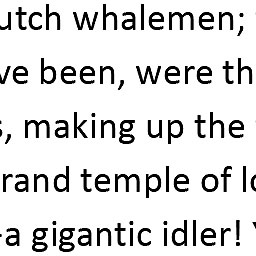 utch whalemen;
ve been, were th
s, making up the
rand temple of lo
-a gigantic idler!